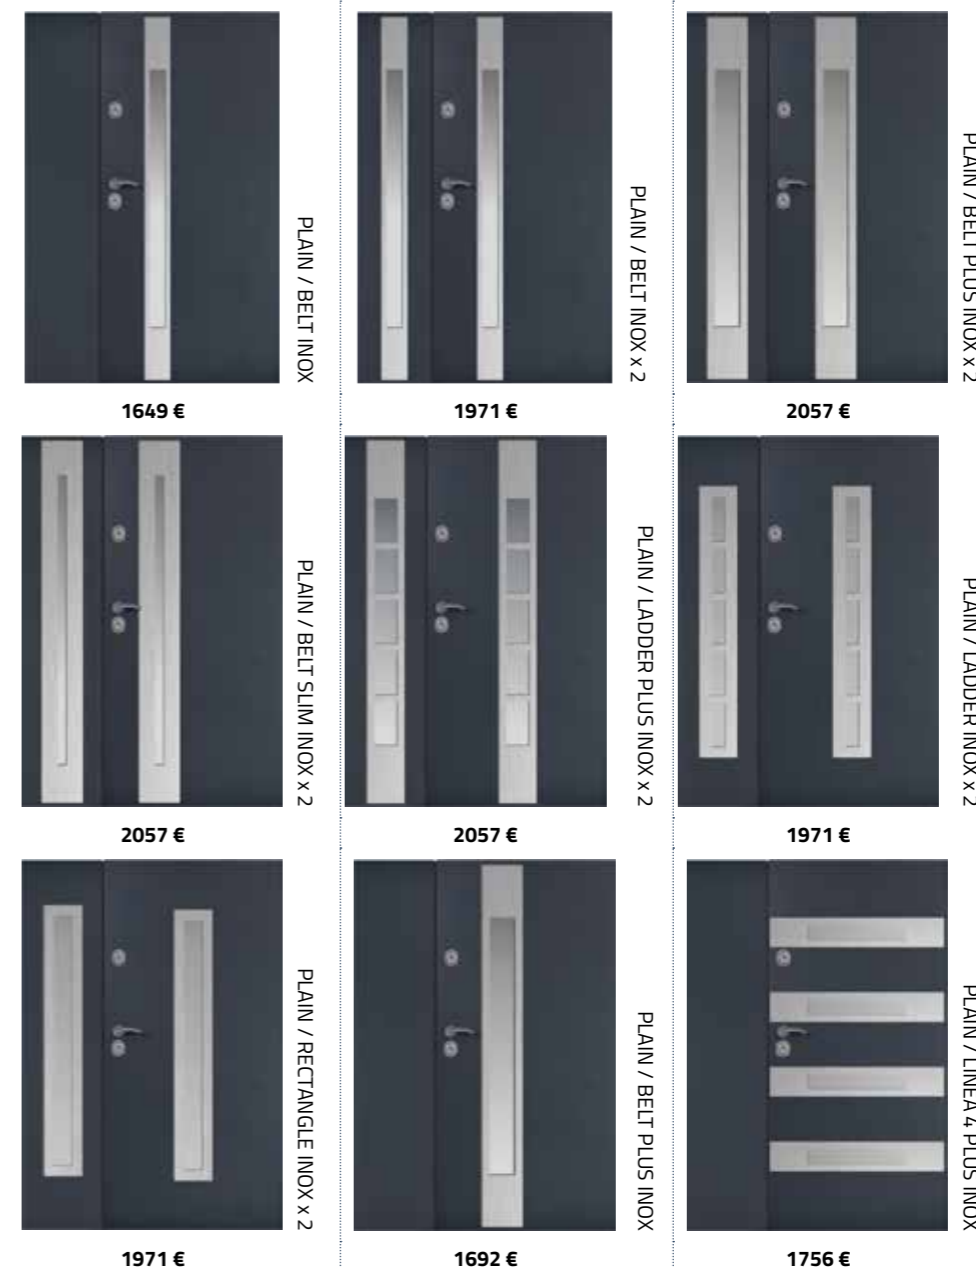 PLAIN / BELT INOX
1649 €
PLAIN / BELT INOX x 2
1971 €
PLAIN / BELT PLUS INOX x 2
2057 €
PLAIN / BELT SLIM INOX x 2
2057 €
PLAIN / LADDER PLUS INOX x 2
2057 €
PLAIN / LADDER INOX x 2
1971 €
PLAIN / RECTANGLE INOX x 2
1971 €
PLAIN / BELT PLUS INOX
1692 €
PLAIN / LINEA 4 PLUS INOX
1756 €